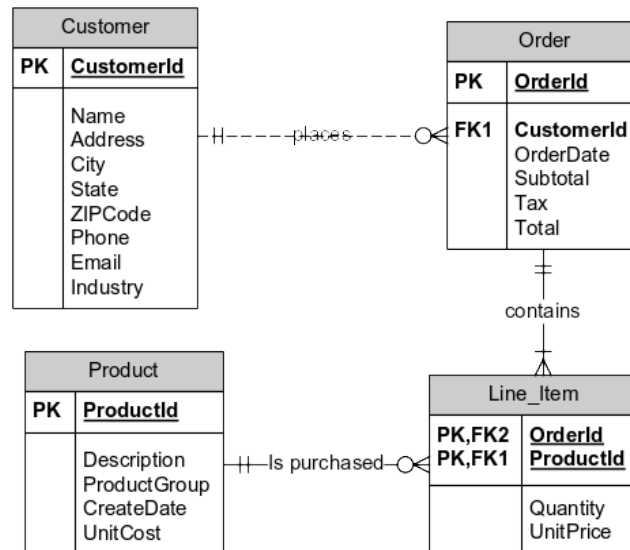 Customer
PK CustomerId
Name
Address
City
State
ZIPCode
Phone
Email
Industry
places
Order
PK OrderId
FK1 CustomerId
OrderDate
Subtotal
Tax
Total
contains
Product
PK ProductId
Description
ProductGroup
CreateDate
UnitCost
Is purchased
Line_Item
PK,FK2 OrderId
PK,FK1 ProductId
Quantity
UnitPrice